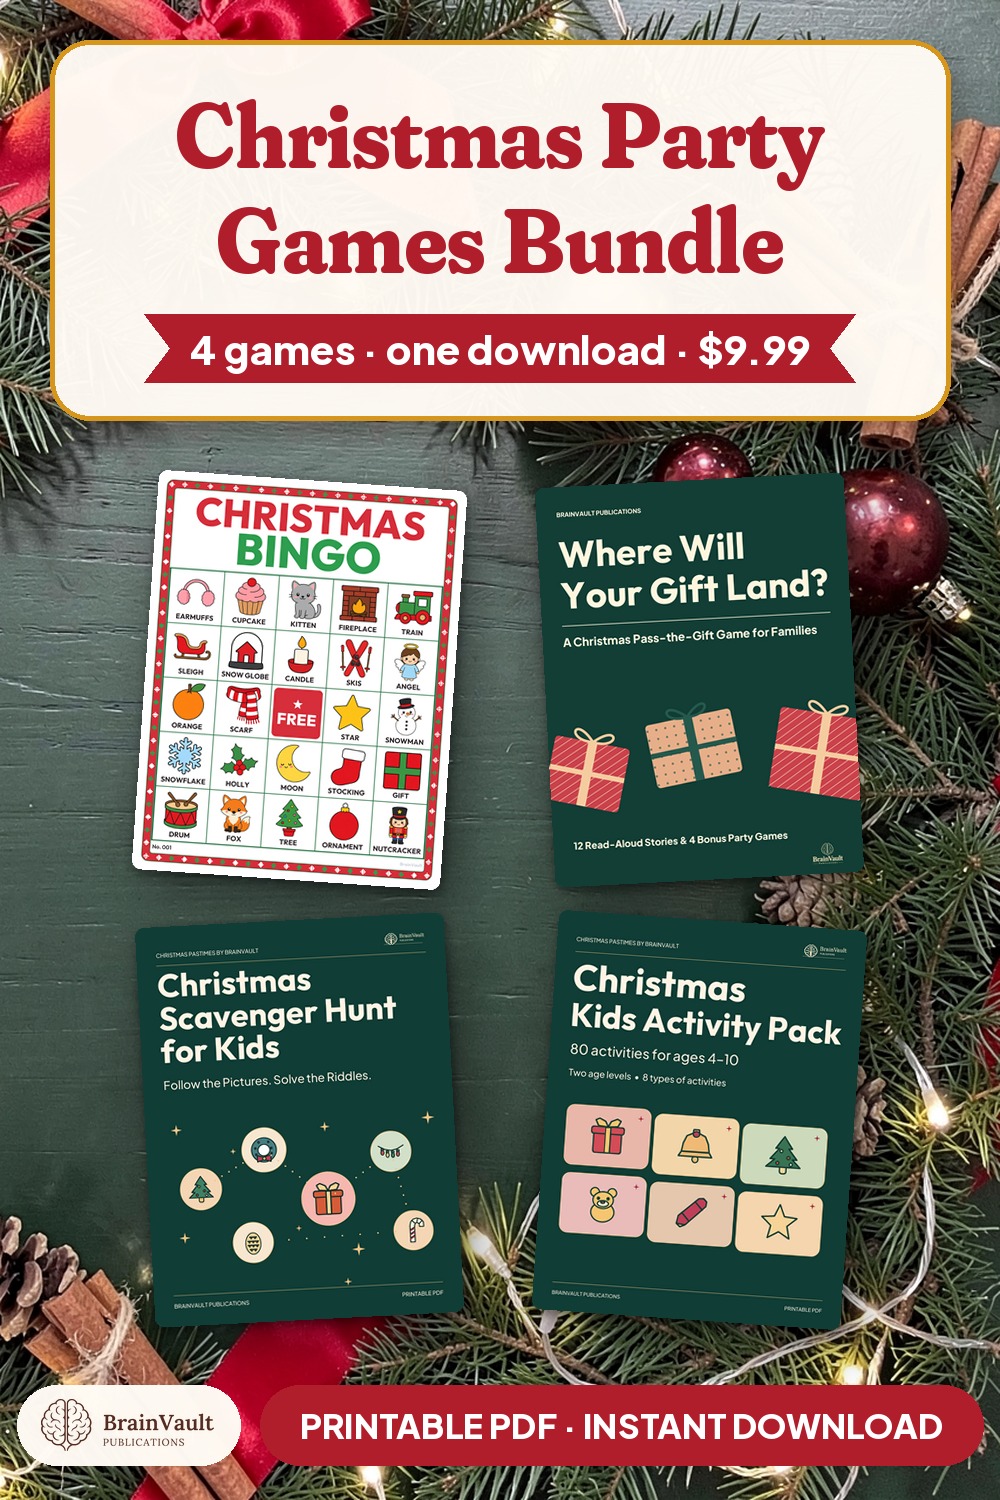 Christmas Party
Games Bundle
4 games · one download · $9.99
CHRISTMAS
BINGO
EARMUFFS CUPCAKE KITTEN FIREPLACE TRAIN
SLEIGH SNOW GLOBE CANDLE SKIS ANGEL
ORANGE SCARF FREE STAR SNOWMAN
SNOWFLAKE HOLLY MOON STOCKING GIFT
DRUM FOX TREE ORNAMENT NUTCRACKER
No. 001
BRAINVAULT PUBLICATIONS
Where Will
Your Gift Land?
A Christmas Pass-the-Gift Game for Families
12 Read-Aloud Stories & 4 Bonus Party Games
BrainVault
CHRISTMAS PASTIMES BY BRAINVAULT
BrainVault
Christmas
Scavenger Hunt
for Kids
Follow the Pictures. Solve the Riddles.
BRAINVAULT PUBLICATIONS
PRINTABLE PDF
CHRISTMAS PASTIMES BY BRAINVAULT
BrainVault
Christmas
Kids Activity Pack
80 activities for ages 4–10
Two age levels • 8 types of activities
BRAINVAULT PUBLICATIONS
PRINTABLE PDF
BrainVault
PUBLICATIONS
PRINTABLE PDF · INSTANT DOWNLOAD